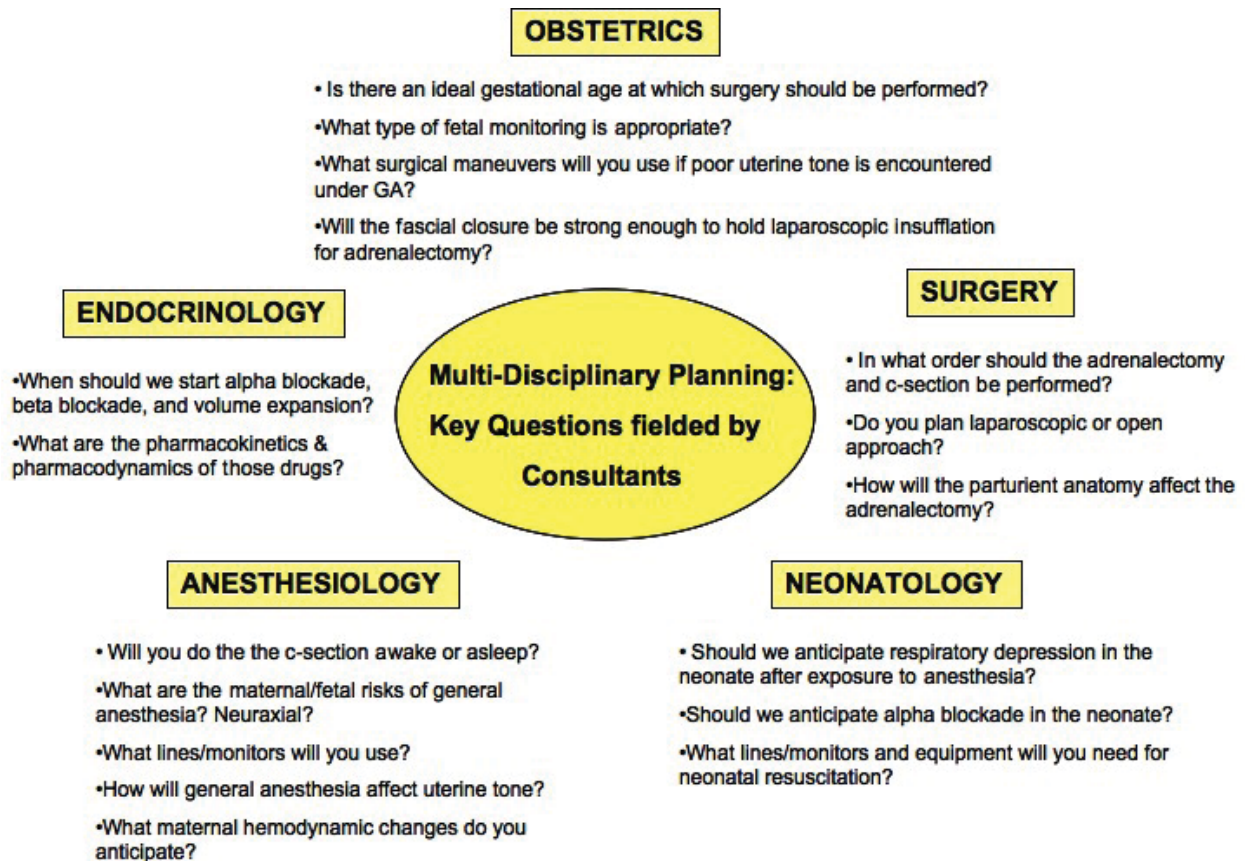 OBSTETRICS
• Is there an ideal gestational age at which surgery should be performed?
•What type of fetal monitoring is appropriate?
•What surgical maneuvers will you use if poor uterine tone is encountered
under GA?
•Will the fascial closure be strong enough to hold laparoscopic insufflation
for adrenalectomy?
ENDOCRINOLOGY
•When should we start alpha blockade,
beta blockade, and volume expansion?
•What are the pharmacokinetics &
pharmacodynamics of those drugs?
Multi-Disciplinary Planning:
Key Questions fielded by
Consultants
SURGERY
• In what order should the adrenalectomy
and c-section be performed?
•Do you plan laparoscopic or open
approach?
•How will the parturient anatomy affect the
adrenalectomy?
ANESTHESIOLOGY
• Will you do the the c-section awake or asleep?
•What are the maternal/fetal risks of general
anesthesia? Neuraxial?
•What lines/monitors will you use?
•How will general anesthesia affect uterine tone?
•What maternal hemodynamic changes do you
anticipate?
NEONATOLOGY
• Should we anticipate respiratory depression in the
neonate after exposure to anesthesia?
•Should we anticipate alpha blockade in the neonate?
•What lines/monitors and equipment will you need for
neonatal resuscitation?